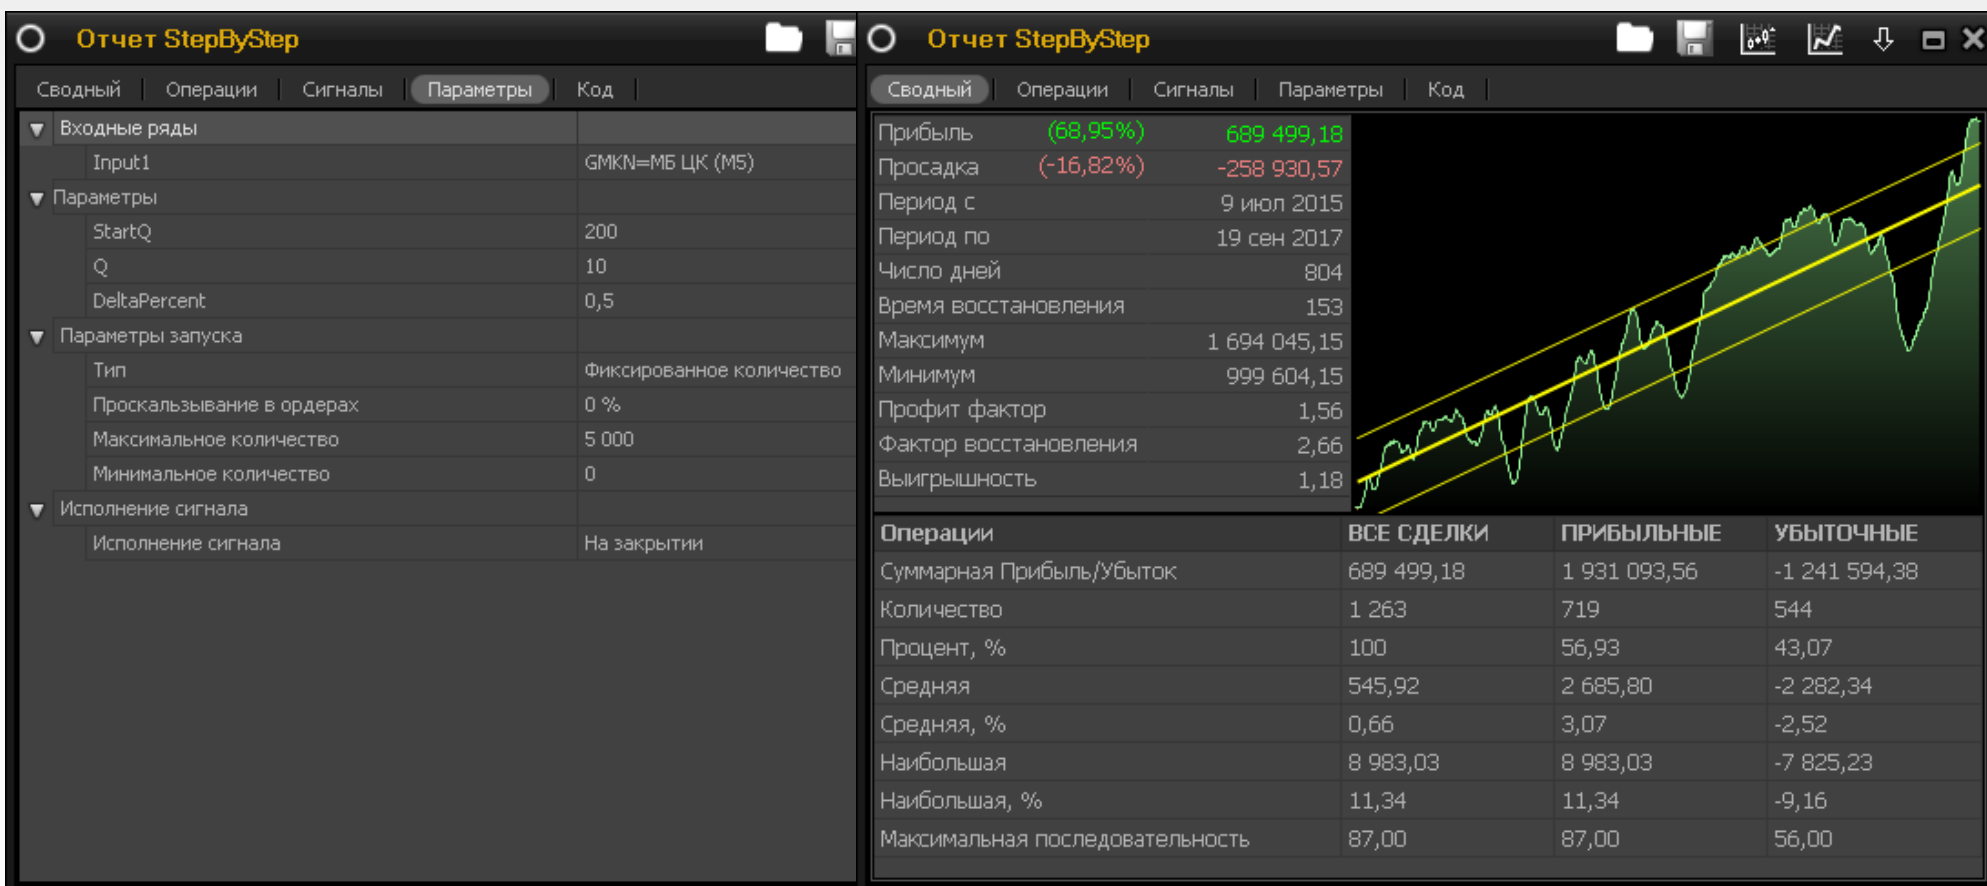 Отчет StepByStep
Сводный Операции Сигналы Параметры Код
Входные ряды
Input1 GMKN=МБ ЦК (М5)
Параметры
StartQ 200
Q 10
DeltaPercent 0,5
Параметры запуска
Тип Фиксированное количество
Проскальзывание в ордерах 0 %
Максимальное количество 5 000
Минимальное количество 0
Исполнение сигнала
Исполнение сигнала На закрытии
Отчет StepByStep
Сводный Операции Сигналы Параметры Код
Прибыль (68,95%) 689 499,18
Просадка (-16,82%) -258 930,57
Период с 9 июл 2015
Период по 19 сен 2017
Число дней 804
Время восстановления 153
Максимум 1 694 045,15
Минимум 999 604,15
Профит фактор 1,56
Фактор восстановления 2,66
Выигрышность 1,18
Операции ВСЕ СДЕЛКИ ПРИБЫЛЬНЫЕ УБЫТОЧНЫЕ
Суммарная Прибыль/Убыток 689 499,18 1 931 093,56 -1 241 594,38
Количество 1 263 719 544
Процент, % 100 56,93 43,07
Средняя 545,92 2 685,80 -2 282,34
Средняя, % 0,66 3,07 -2,52
Наибольшая 8 983,03 8 983,03 -7 825,23
Наибольшая, % 11,34 11,34 -9,16
Максимальная последовательность 87,00 87,00 56,00